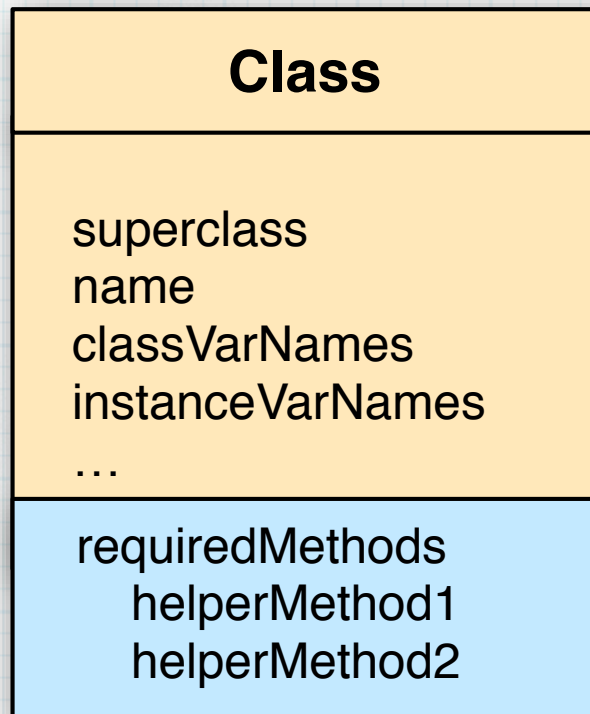 Class
superclass
name
classVarNames
instanceVarNames
…
requiredMethods
helperMethod1
helperMethod2